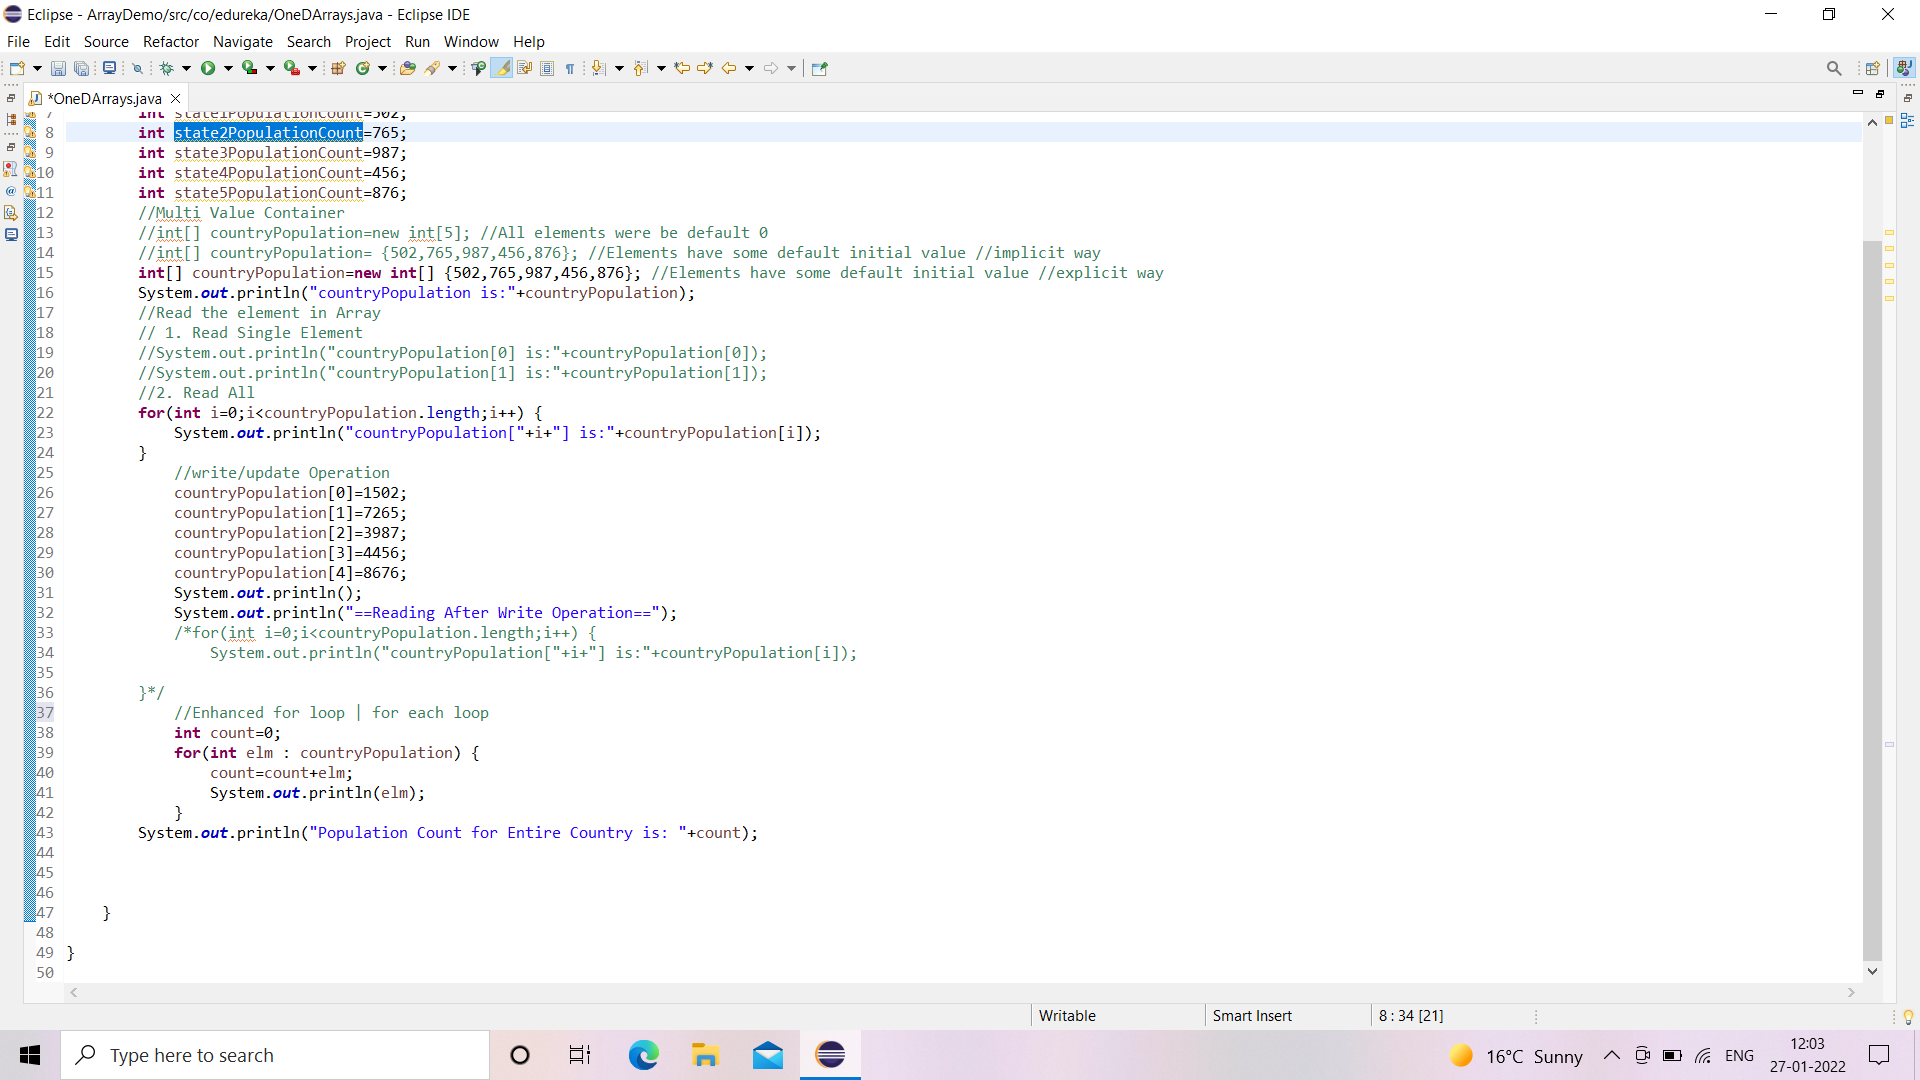 Eclipse - ArrayDemo/src/co/edureka/OneDArrays.java - Eclipse IDE
File Edit Source Refactor Navigate Search Project Run Window Help
*OneDArrays.java
7 int state1PopulationCount=502;
8 int state2PopulationCount=765;
9 int state3PopulationCount=987;
10 int state4PopulationCount=456;
11 int state5PopulationCount=876;
12 //Multi Value Container
13 //int[] countryPopulation=new int[5]; //All elements were be default 0
14 //int[] countryPopulation= {502,765,987,456,876}; //Elements have some default initial value //implicit way
15 int[] countryPopulation=new int[] {502,765,987,456,876}; //Elements have some default initial value //explicit way
16 System.out.println("countryPopulation is:"+countryPopulation);
17 //Read the element in Array
18 // 1. Read Single Element
19 //System.out.println("countryPopulation[0] is:"+countryPopulation[0]);
20 //System.out.println("countryPopulation[1] is:"+countryPopulation[1]);
21 //2. Read All
22 for(int i=0;i<countryPopulation.length;i++) {
23 System.out.println("countryPopulation["+i+"] is:"+countryPopulation[i]);
24 }
25 //write/update Operation
26 countryPopulation[0]=1502;
27 countryPopulation[1]=7265;
28 countryPopulation[2]=3987;
29 countryPopulation[3]=4456;
30 countryPopulation[4]=8676;
31 System.out.println();
32 System.out.println("==Reading After Write Operation==");
33 /*for(int i=0;i<countryPopulation.length;i++) {
34 System.out.println("countryPopulation["+i+"] is:"+countryPopulation[i]);
35
36 }*/
37 //Enhanced for loop | for each loop
38 int count=0;
39 for(int elm : countryPopulation) {
40 count=count+elm;
41 System.out.println(elm);
42 }
43 System.out.println("Population Count for Entire Country is: "+count);
44
45
46
47 }
48
49 }
50
Writable Smart Insert 8 : 34 [21]
Type here to search
16°C Sunny
ENG
12:03
27-01-2022